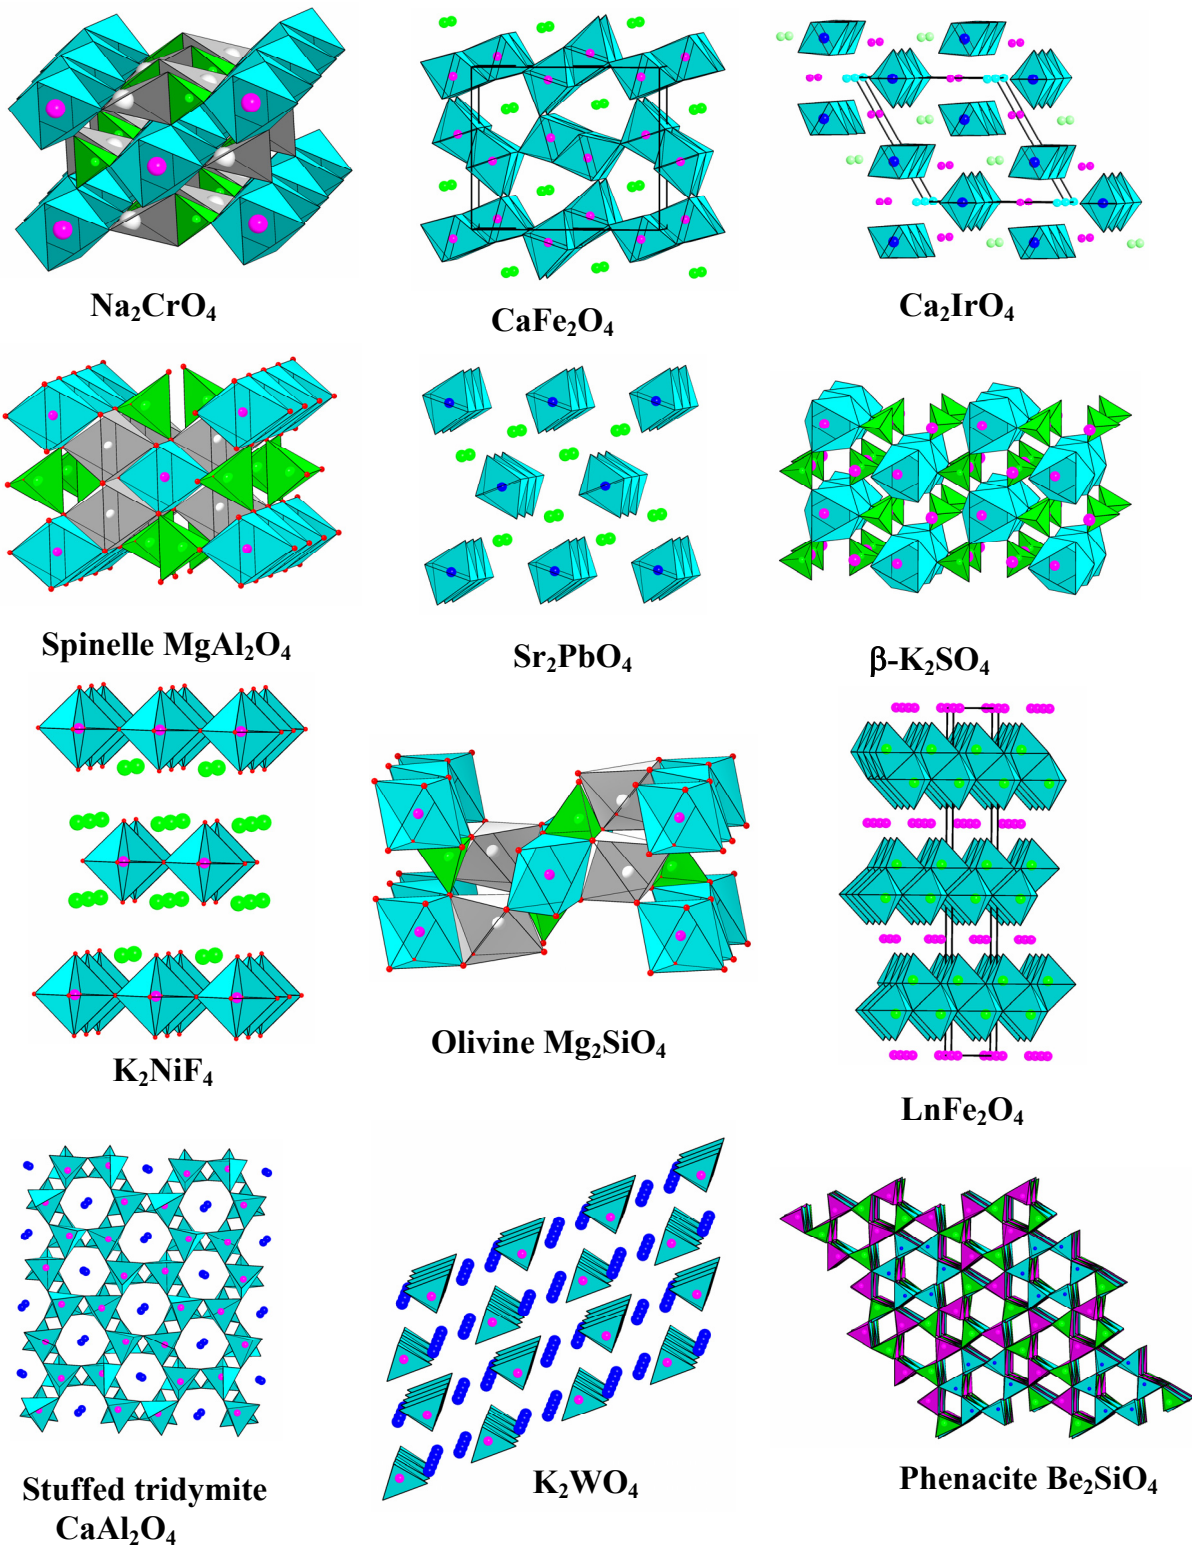 Na₂CrO₄
CaFe₂O₄
Ca₂IrO₄
Spinelle MgAl₂O₄
Sr₂PbO₄
β-K₂SO₄
K₂NiF₄
Olivine Mg₂SiO₄
LnFe₂O₄
Stuffed tridymite
CaAl₂O₄
K₂WO₄
Phenacite Be₂SiO₄